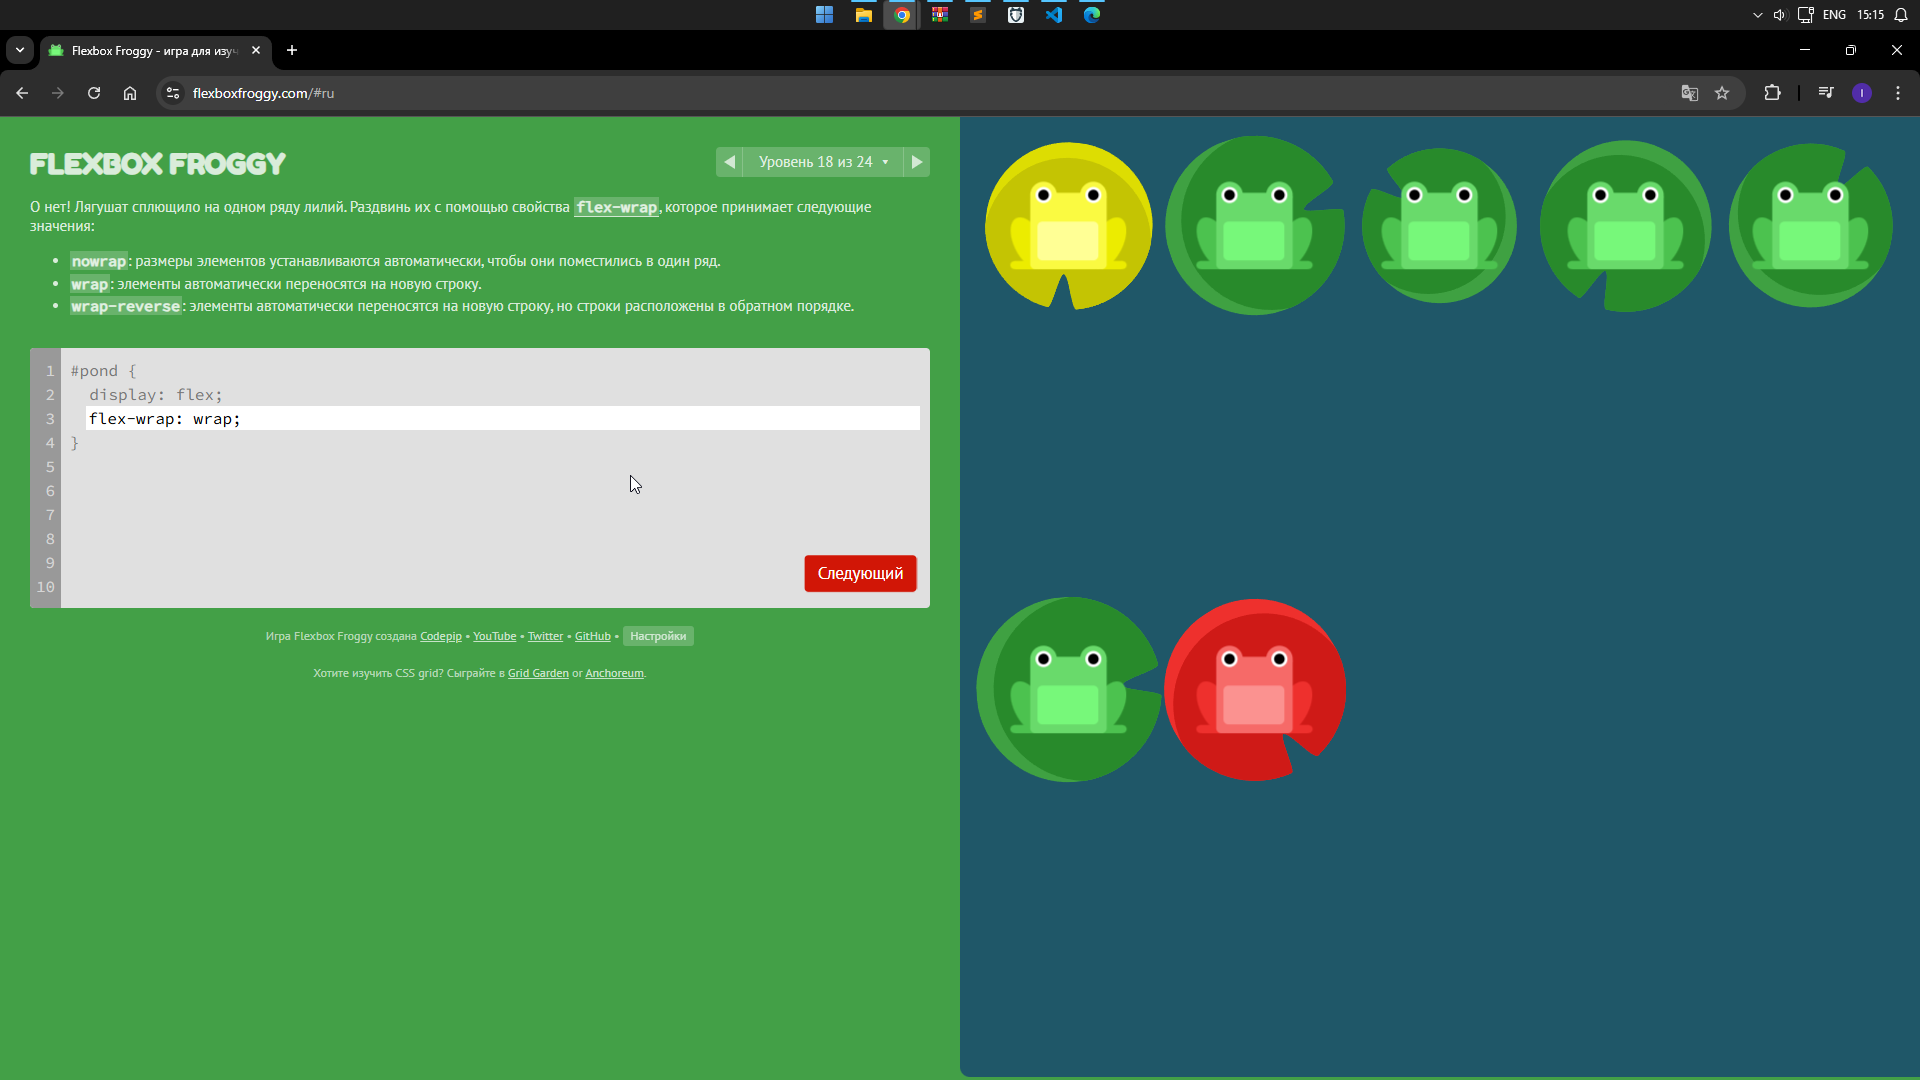 ENG 15:15
Flexbox Froggy - игра для изуч
flexboxfroggy.com/#ru
I
FLEXBOX FROGGY
Уровень 18 из 24
О нет! Лягушат сплющило на одном ряду лилий. Раздвинь их с помощью свойства flex-wrap, которое принимает следующие
значения:
• nowrap: размеры элементов устанавливаются автоматически, чтобы они поместились в один ряд.
• wrap: элементы автоматически переносятся на новую строку.
• wrap-reverse: элементы автоматически переносятся на новую строку, но строки расположены в обратном порядке.
1 #pond {
2 display: flex;
3 flex-wrap: wrap;
4 }
5
6
7
8
9
10
Следующий
Игра Flexbox Froggy создана Codepip • YouTube • Twitter • GitHub • Настройки
Хотите изучить CSS grid? Сыграйте в Grid Garden or Anchoreum.